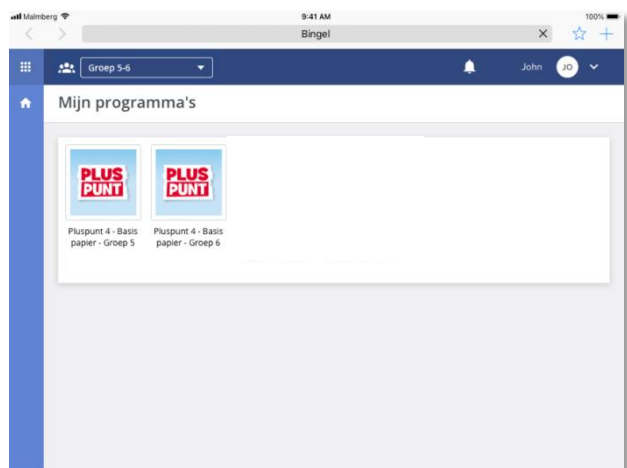 Malmberg
9:41 AM
100%
Bingel
Groep 5-6
John
JO
Mijn programma's
PLUS
PUNT
PLUS
PUNT
Pluspunt 4 - Basis
papier - Groep 5
Pluspunt 4 - Basis
papier - Groep 6